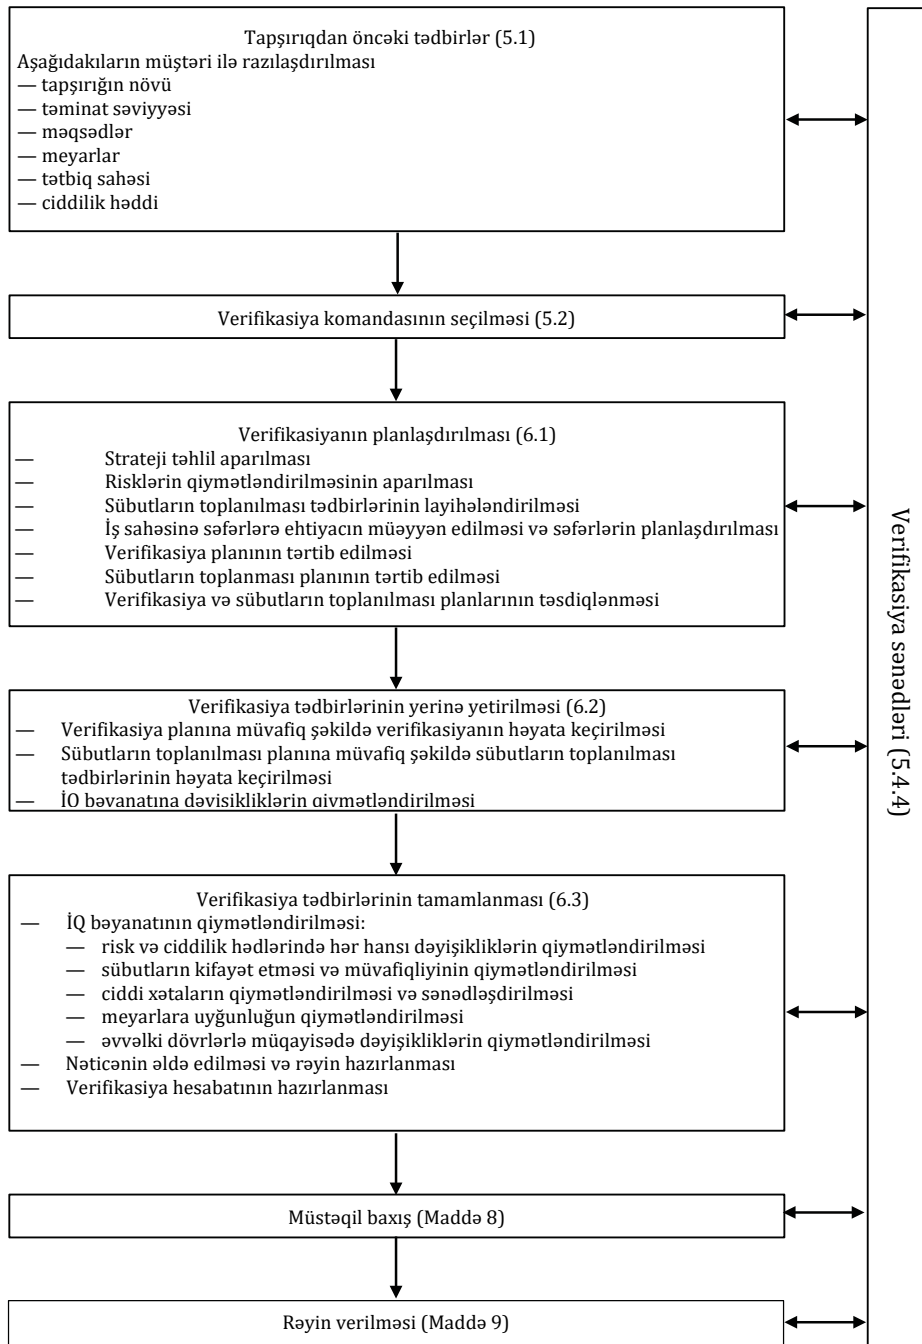 Tapşırıqdan öncəki tədbirlər (5.1)
Aşağıdakıların müştəri ilə razılaşdırılması
— tapşırığın növü
— təminat səviyyəsi
— məqsədlər
— meyarlar
— tətbiq sahəsi
— ciddilik həddi
Verifikasiya komandasının seçilməsi (5.2)
Verifikasiyanın planlaşdırılması (6.1)
— Strateji təhlil aparılması
— Risklərin qiymətləndirilməsinin aparılması
— Sübutların toplanılması tədbirlərinin layihələndirilməsi
— İş sahəsinə səfərlərə ehtiyacın müəyyən edilməsi və səfərlərin planlaşdırılması
— Verifikasiya planının tərtib edilməsi
— Sübutların toplanması planının tərtib edilməsi
— Verifikasiya və sübutların toplanılması planlarının təsdiqlənməsi
Verifikasiya tədbirlərinin yerinə yetirilməsi (6.2)
— Verifikasiya planına müvafiq şəkildə verifikasiyanın həyata keçirilməsi
— Sübutların toplanılması planına müvafiq şəkildə sübutların toplanılması
tədbirlərinin həyata keçirilməsi
— İQ bəyanatına dəyişikliklərin qiymətləndirilməsi
Verifikasiya tədbirlərinin tamamlanması (6.3)
— İQ bəyanatının qiymətləndirilməsi:
— risk və ciddilik hədlərində hər hansı dəyişikliklərin qiymətləndirilməsi
— sübutların kifayət etməsi və müvafiqliyinin qiymətləndirilməsi
— ciddi xətaların qiymətləndirilməsi və sənədləşdirilməsi
— meyarlara uyğunluğun qiymətləndirilməsi
— əvvəlki dövrlərlə müqayisədə dəyişikliklərin qiymətləndirilməsi
— Nəticənin əldə edilməsi və rəyin hazırlanması
— Verifikasiya hesabatının hazırlanması
Müstəqil baxış (Maddə 8)
Rəyin verilməsi (Maddə 9)
Verifikasiya sənədləri (5.4.4)